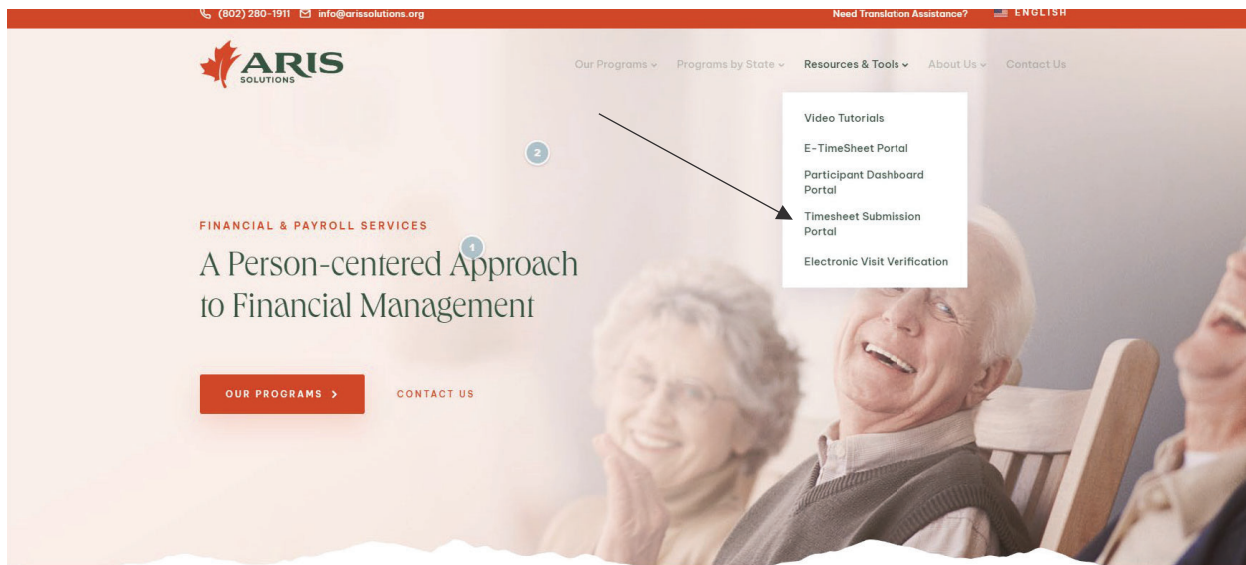 (802) 280-1911 info@arissolutions.org Need Translation Assistance? ENGLISH
ARIS
SOLUTIONS
Our Programs Programs by State Resources & Tools About Us Contact Us
Video Tutorials
E-TimeSheet Portal
Participant Dashboard
Portal
Timesheet Submission
Portal
Electronic Visit Verification
2
FINANCIAL & PAYROLL SERVICES
1
A Person-centered Approach
to Financial Management
OUR PROGRAMS
CONTACT US